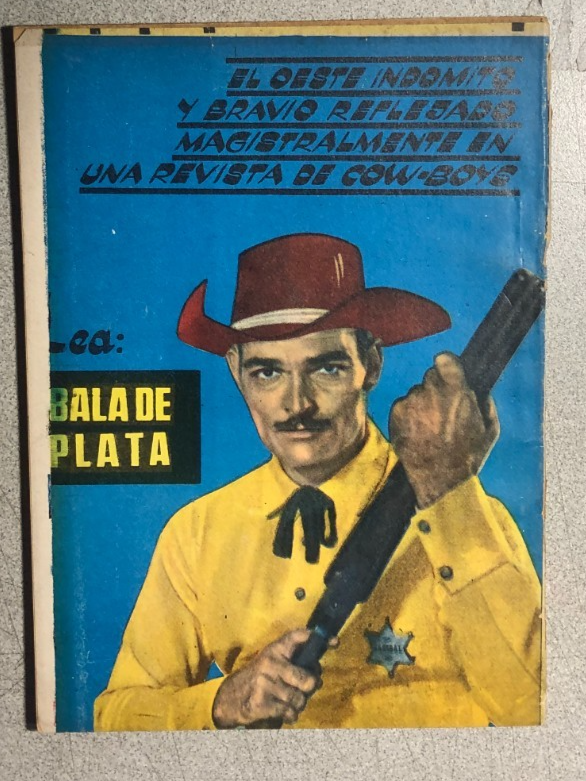 EL OESTE INDOMITO
Y BRAVIO REFLEJADO
MAGISTRALMENTE EN
UNA REVISTA DE COW-BOYS
Lea:
BALA DE
PLATA